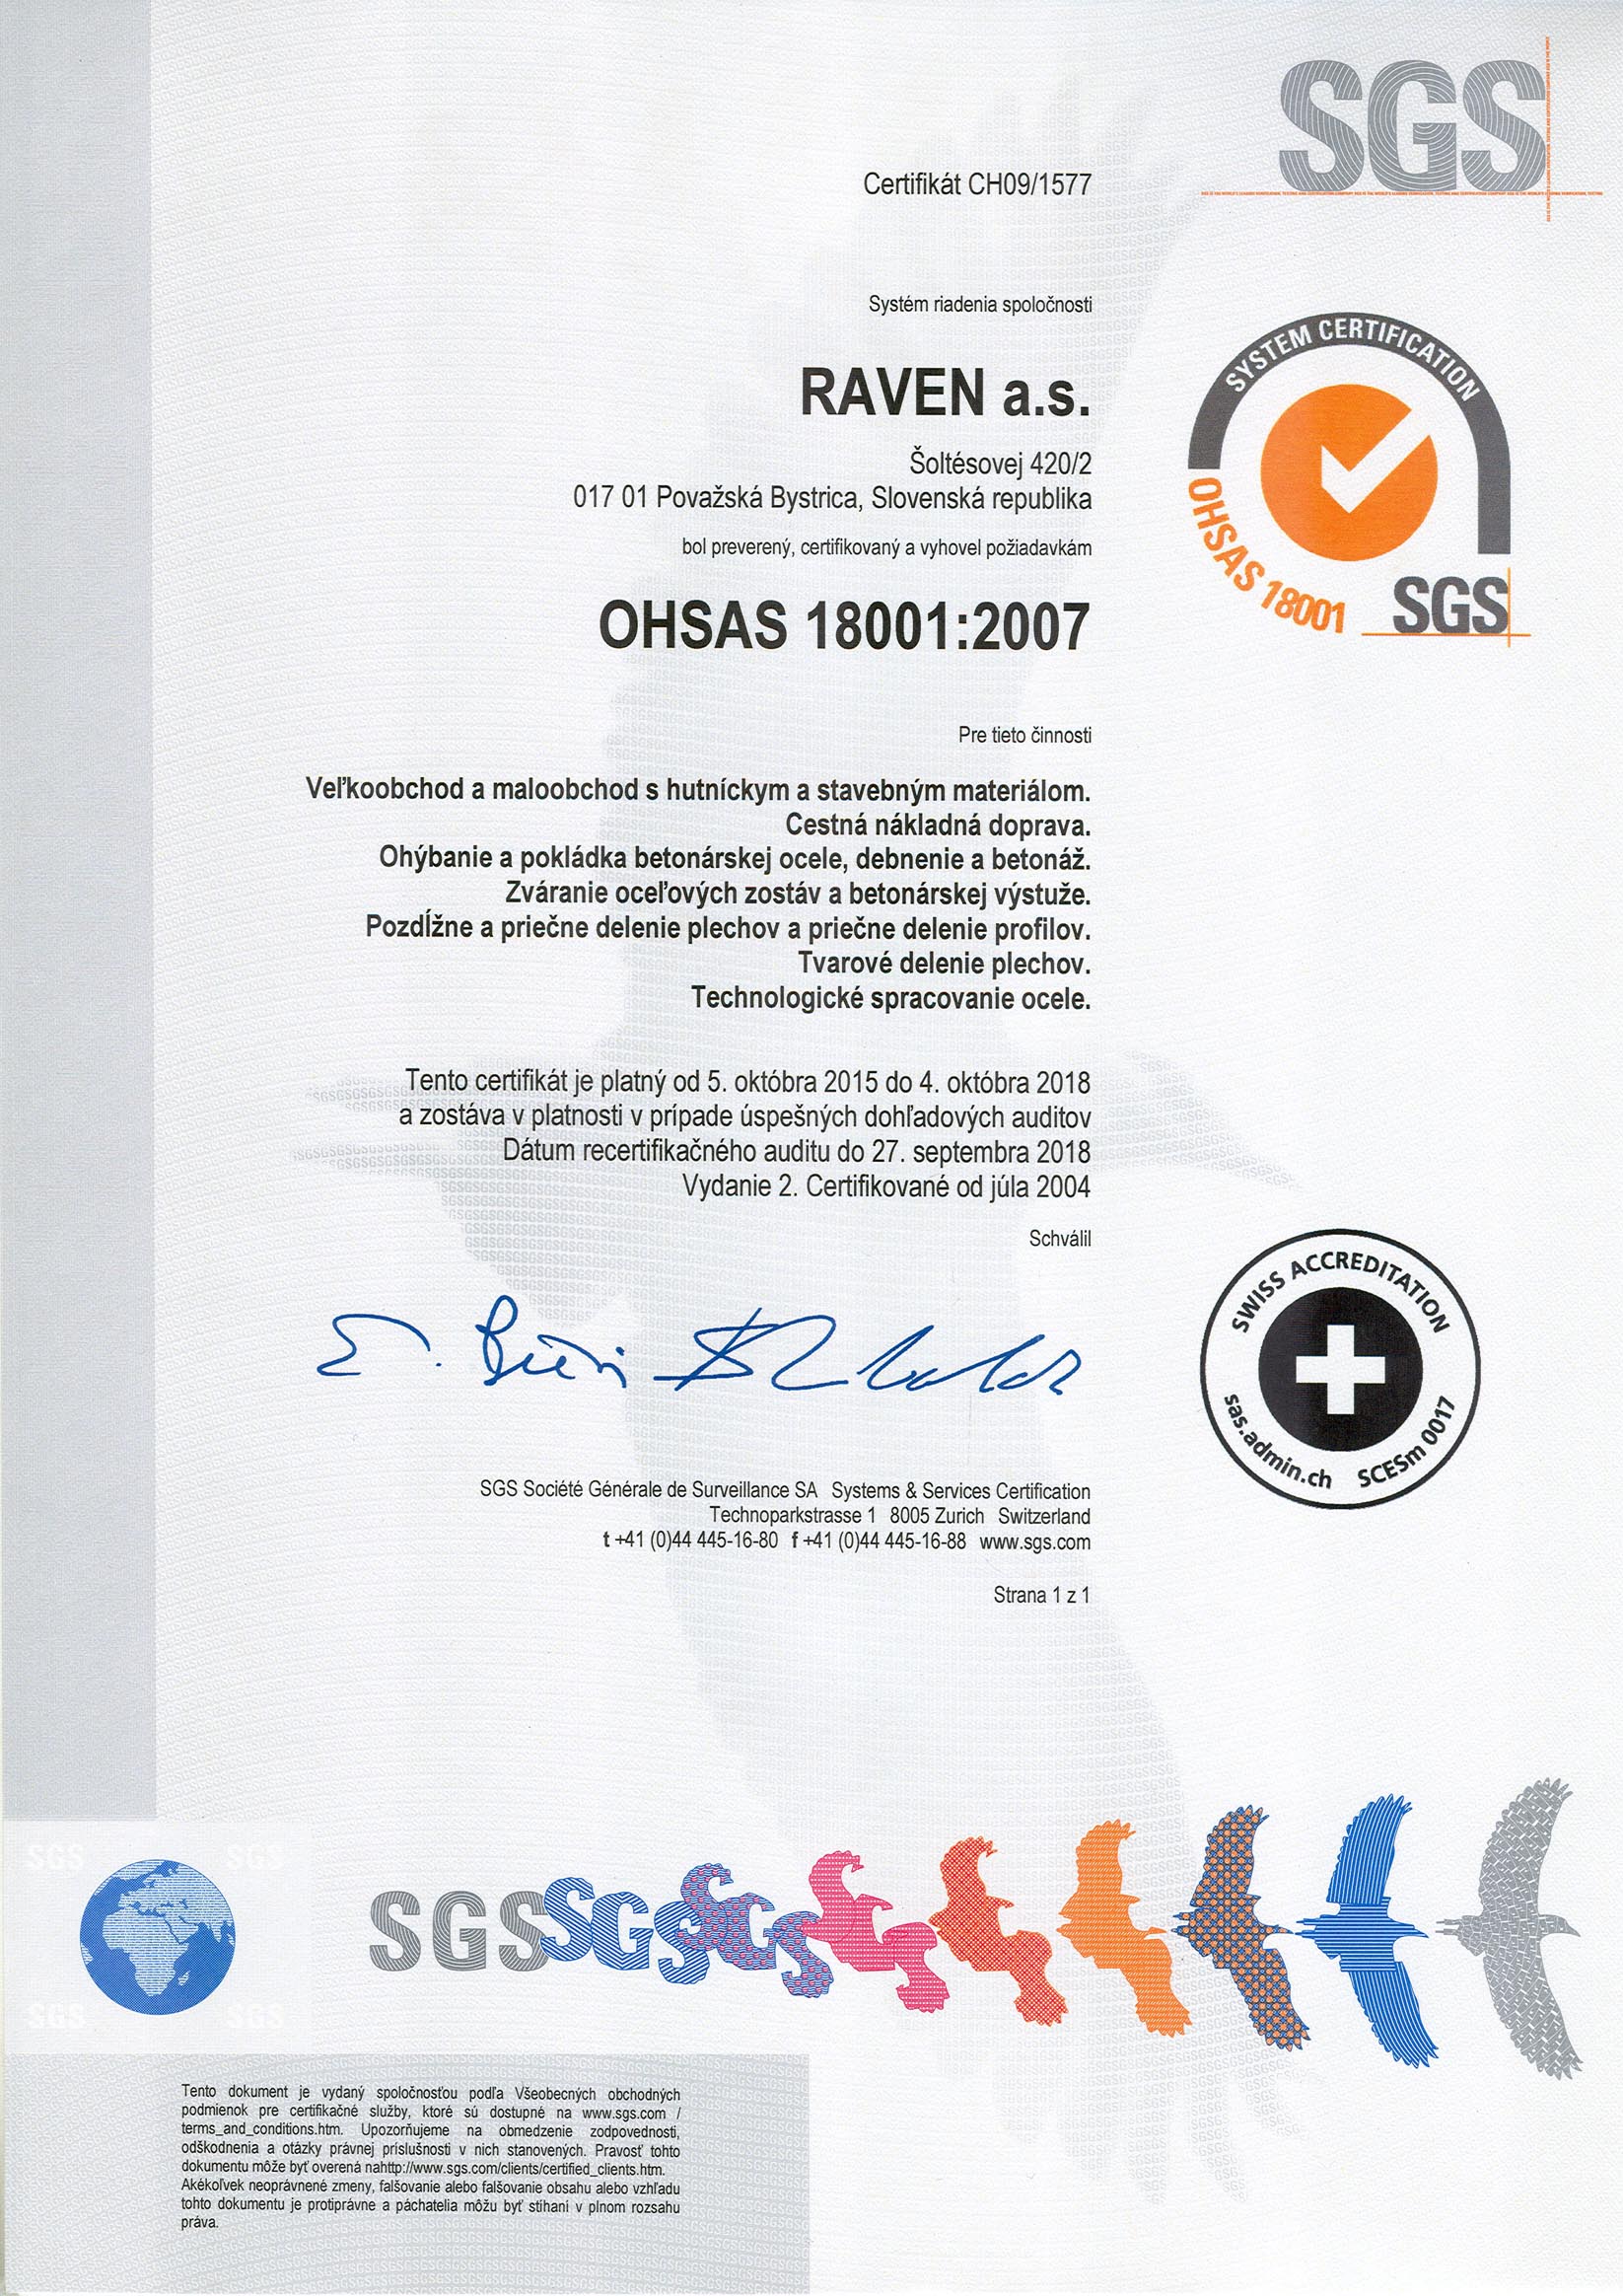 SGS
Certifikát CH09/1577
Systém riadenia spoločnosti
RAVEN a.s.
Šoltésovej 420/2
017 01 Považská Bystrica, Slovenská republika
bol preverený, certifikovaný a vyhovel požiadavkám
OHSAS 18001:2007
SYSTEM CERTIFICATION
OHSAS 18001
SGS
Pre tieto činnosti
Veľkoobchod a maloobchod s hutníckym a stavebným materiálom.
Cestná nákladná doprava.
Ohýbanie a pokládka betonárskej ocele, debnenie a betonáž.
Zváranie oceľových zostáv a betonárskej výstuže.
Pozdĺžne a priečne delenie plechov a priečne delenie profilov.
Tvarové delenie plechov.
Technologické spracovanie ocele.
Tento certifikát je platný od 5. októbra 2015 do 4. októbra 2018
a zostáva v platnosti v prípade úspešných dohľadových auditov
Dátum recertifikačného auditu do 27. septembra 2018
Vydanie 2. Certifikované od júla 2004
Schválil
SWISS ACCREDITATION
sas.admin.ch SCESm 0017
SGS Société Générale de Surveillance SA Systems & Services Certification
Technoparkstrasse 1 8005 Zurich Switzerland
t +41 (0)44 445-16-80 f +41 (0)44 445-16-88 www.sgs.com
Strana 1 z 1
SGS SGS
SGS SGS
SGS SGS SGS
Tento dokument je vydaný spoločnosťou podľa Všeobecných obchodných
podmienok pre certifikačné služby, ktoré sú dostupné na www.sgs.com /
terms_and_conditions.htm. Upozorňujeme na obmedzenie zodpovednosti,
odškodnenia a otázky právnej príslušnosti v nich stanovených. Pravosť tohto
dokumentu môže byť overená nahttp://www.sgs.com/clients/certified_clients.htm.
Akékoľvek neoprávnené zmeny, falšovanie alebo falšovanie obsahu alebo vzhľadu
tohto dokumentu je protiprávne a páchatelia môžu byť stíhaní v plnom rozsahu
práva.